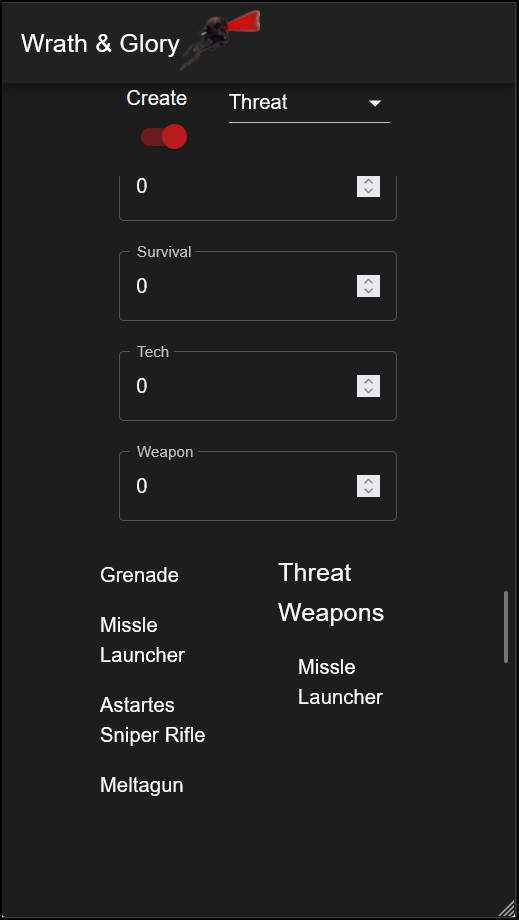 Wrath & Glory
Create
Threat
0
Survival
0
Tech
0
Weapon
0
Grenade
Missle
Launcher
Astartes
Sniper Rifle
Meltagun
Threat
Weapons
Missle
Launcher